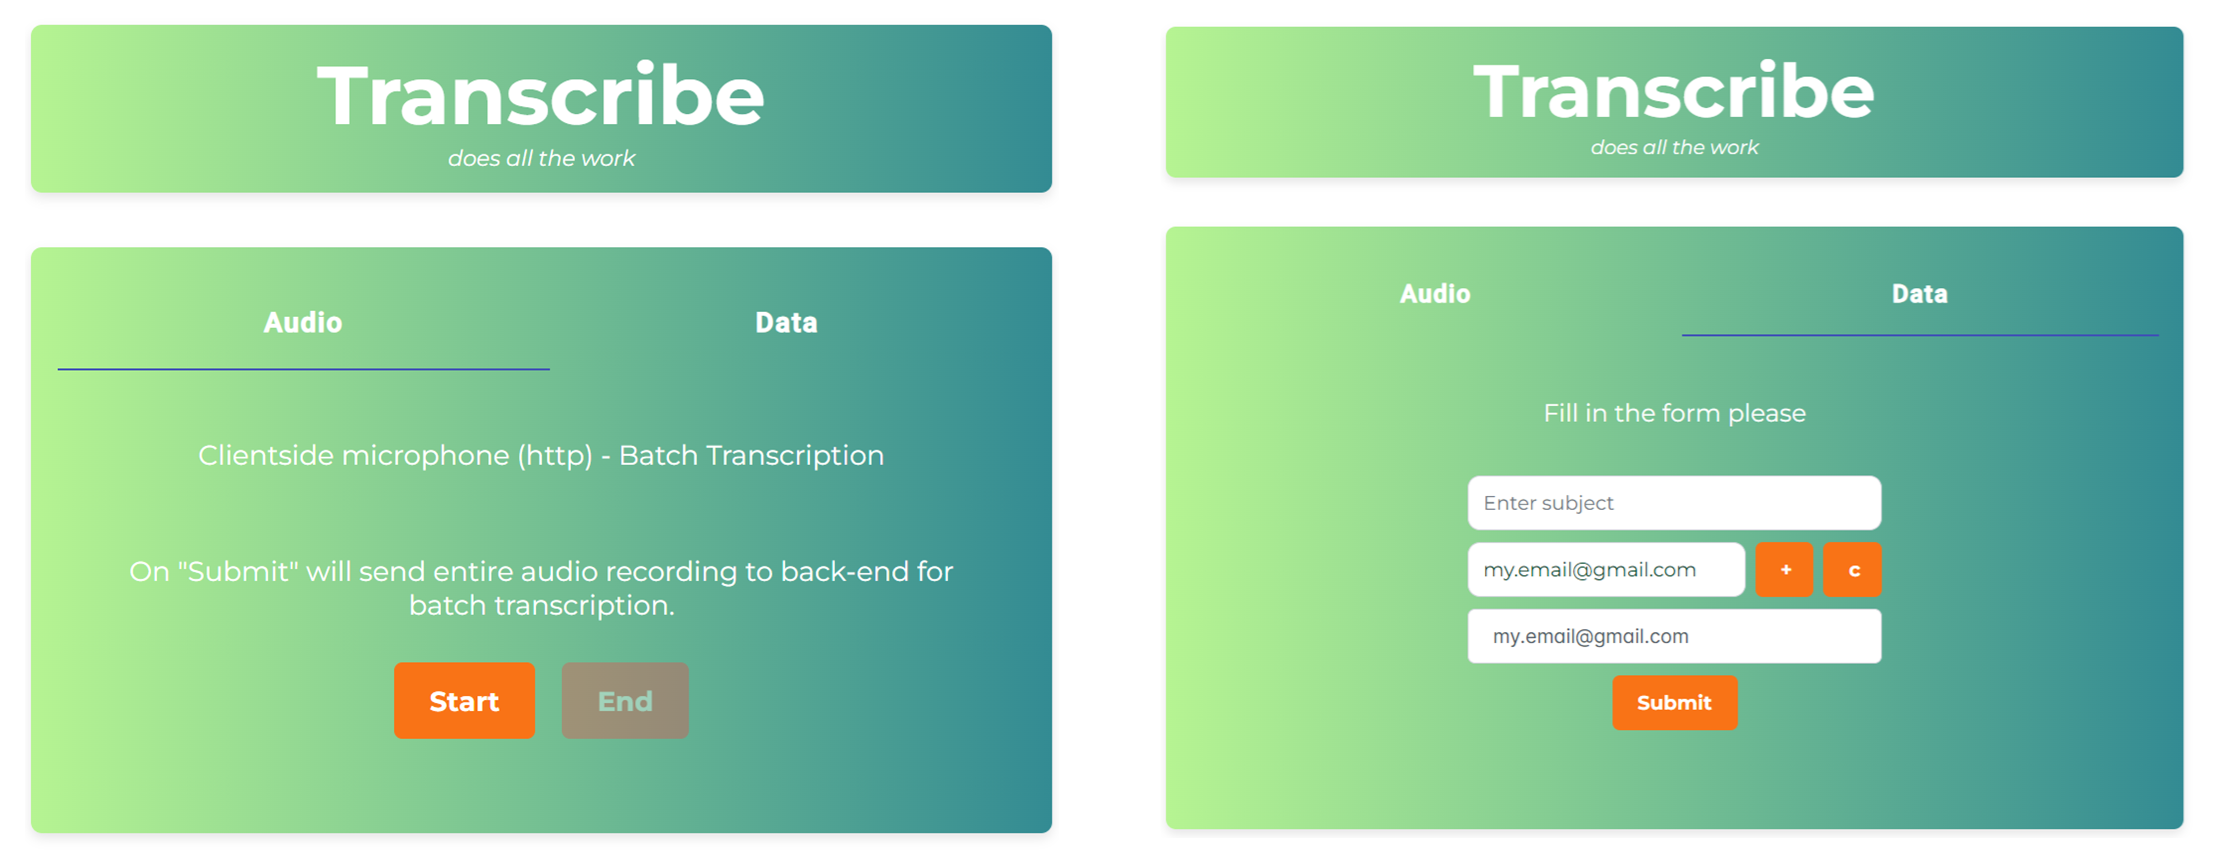 Transcribe
does all the work
Audio
Data
Clientside microphone (http) - Batch Transcription
On "Submit" will send entire audio recording to back-end for
batch transcription.
Start
End
Transcribe
does all the work
Audio
Data
Fill in the form please
Enter subject
my.email@gmail.com
+
c
my.email@gmail.com
Submit